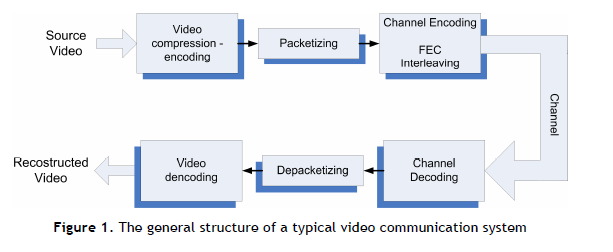 Source
Video
Video
compression -
encoding
Packetizing
Channel Encoding
FEC
Interleaving
Channel
Recostructed
Video
Video
dencoding
Depacketizing
Channel
Decoding
Figure 1. The general structure of a typical video communication system